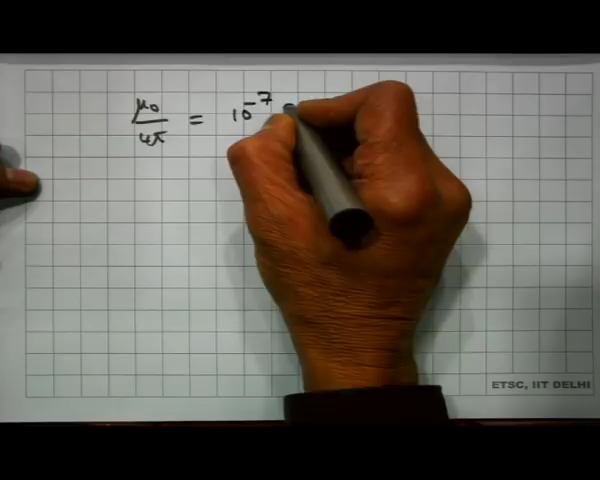 μ₀/4π = 10⁻⁷
ETSC, IIT DELHI